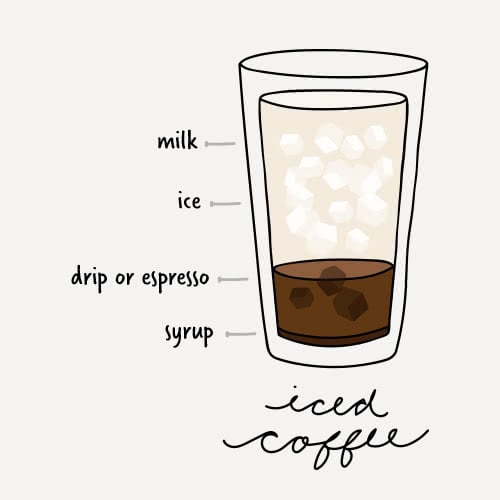 milk
ice
drip or espresso
syrup
iced
coffee